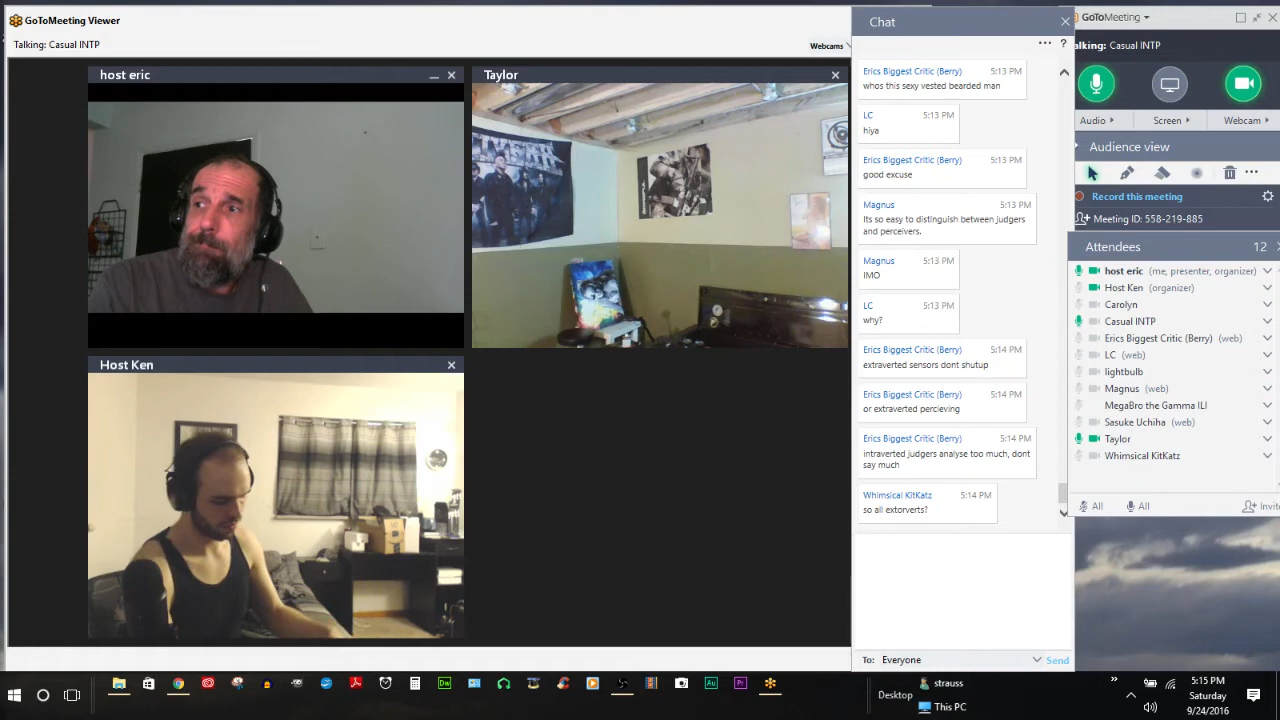 GoToMeeting Viewer
Talking: Casual INTP
Webcams
host eric
Taylor
Host Ken
Chat
Erics Biggest Critic (Berry) 5:13 PM
whos this sexy vested bearded man
LC 5:13 PM
hiya
Erics Biggest Critic (Berry) 5:13 PM
good excuse
Magnus 5:13 PM
Its so easy to distinguish between judgers
and perceivers.
Magnus 5:13 PM
IMO
LC 5:13 PM
why?
Erics Biggest Critic (Berry) 5:14 PM
extraverted sensors dont shutup
Erics Biggest Critic (Berry) 5:14 PM
or extraverted percieving
Erics Biggest Critic (Berry) 5:14 PM
intraverted judgers analyse too much, dont
say much
Whimsical KitKatz 5:14 PM
so all extorverts?
To: Everyone
Send
GoToMeeting
alking: Casual INTP
Audio
Screen
Webcam
Audience view
Record this meeting
Meeting ID: 558-219-885
Attendees 12
host eric (me, presenter, organizer)
Host Ken (organizer)
Carolyn
Casual INTP
Erics Biggest Critic (Berry) (web)
LC (web)
lightbulb
Magnus (web)
MegaBro the Gamma ILI
Sasuke Uchiha (web)
Taylor
Whimsical KitKatz
All
All
Invite
Dw
Au
Pr
Desktop
strauss
This PC
5:15 PM
Saturday
9/24/2016